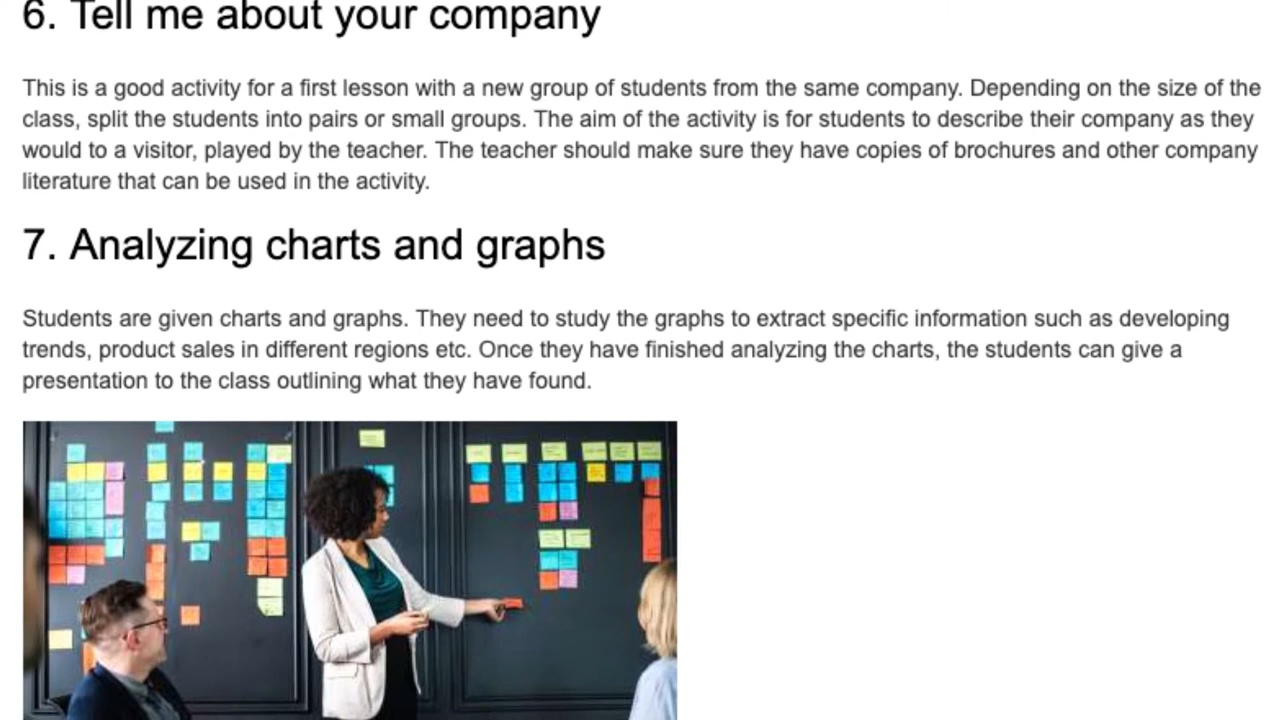 6. Tell me about your company
This is a good activity for a first lesson with a new group of students from the same company. Depending on the size of the
class, split the students into pairs or small groups. The aim of the activity is for students to describe their company as they
would to a visitor, played by the teacher. The teacher should make sure they have copies of brochures and other company
literature that can be used in the activity.
7. Analyzing charts and graphs
Students are given charts and graphs. They need to study the graphs to extract specific information such as developing
trends, product sales in different regions etc. Once they have finished analyzing the charts, the students can give a
presentation to the class outlining what they have found.